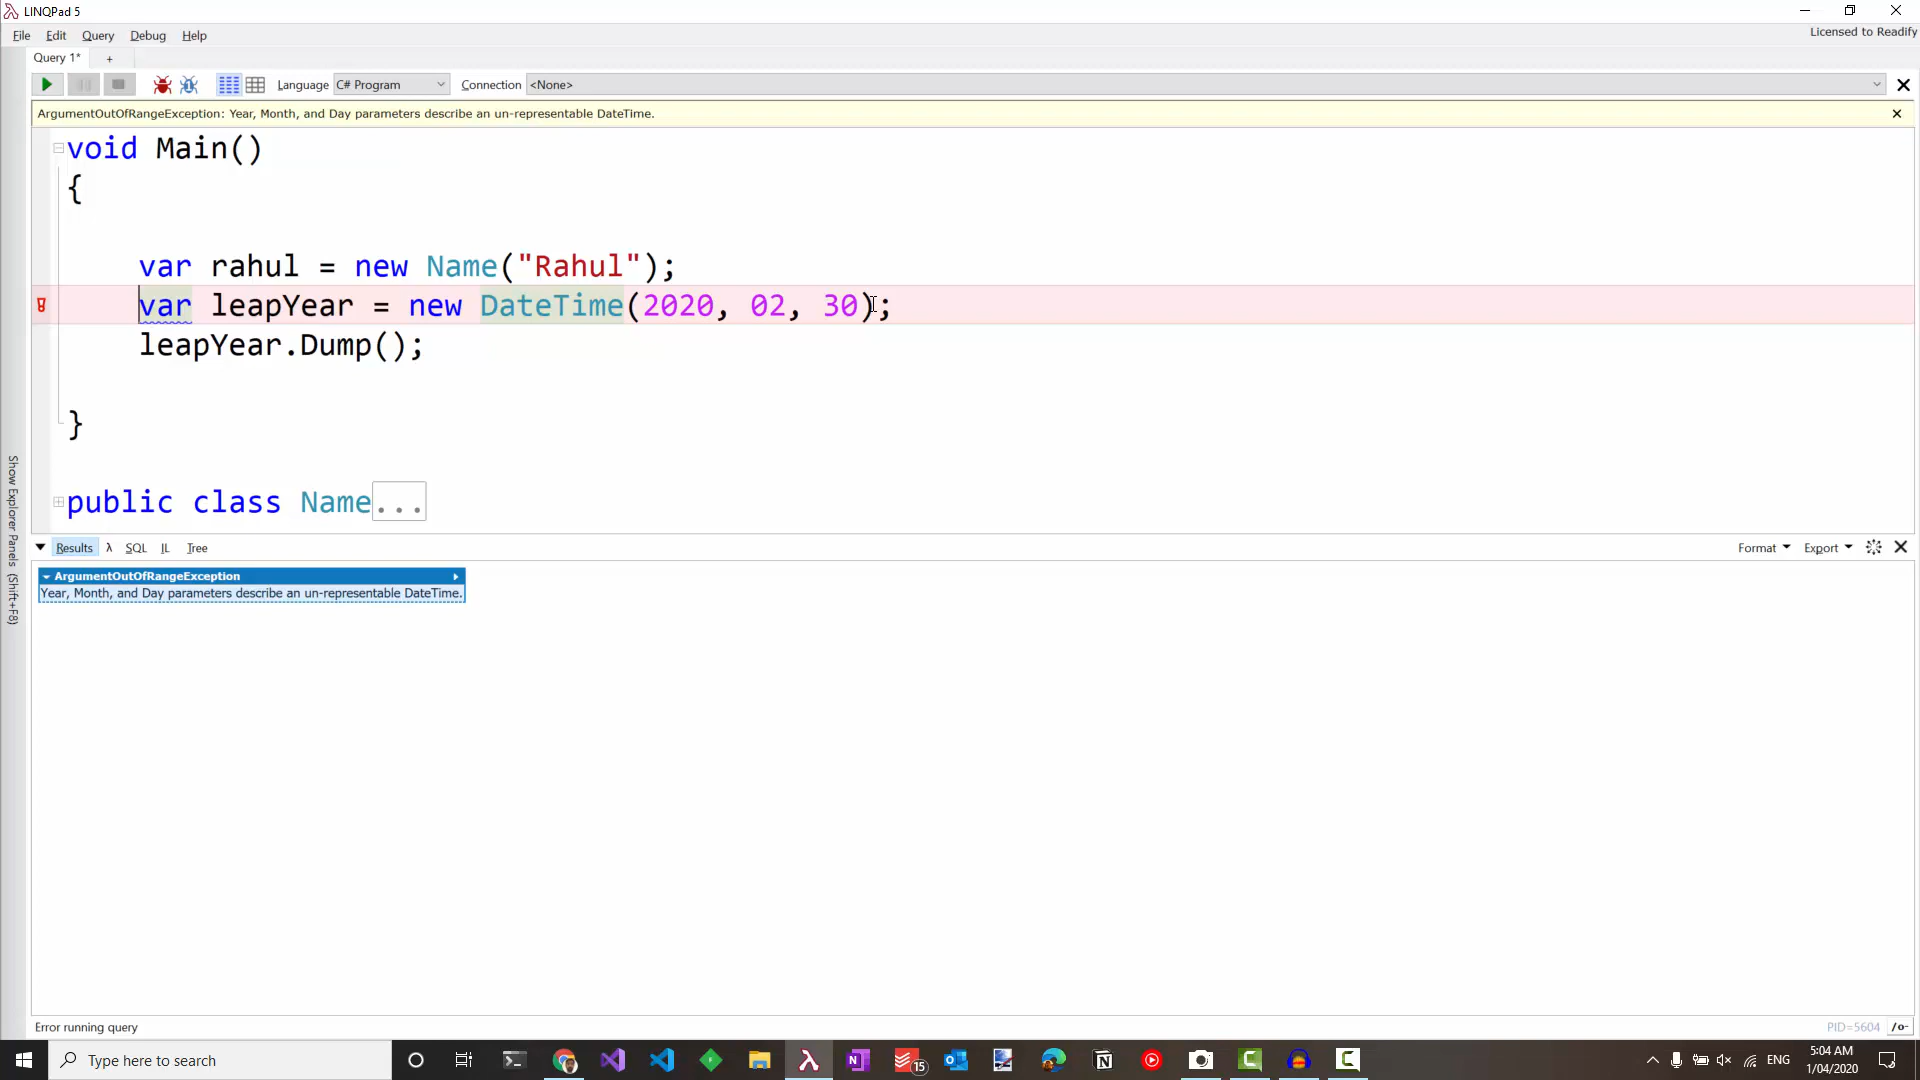 LINQPad 5
File Edit Query Debug Help
Licensed to Readify
Query 1* +
Language C# Program Connection <None>
ArgumentOutOfRangeException: Year, Month, and Day parameters describe an un-representable DateTime.
void Main()
{
var rahul = new Name("Rahul");
var leapYear = new DateTime(2020, 02, 30);
leapYear.Dump();
}
public class Name...
Show Explorer Panels (Shift+F8)
Results λ SQL IL Tree
Format Export
ArgumentOutOfRangeException
Year, Month, and Day parameters describe an un-representable DateTime.
Error running query
PID=5604 /o-
Type here to search
15
ENG
5:04 AM
1/04/2020